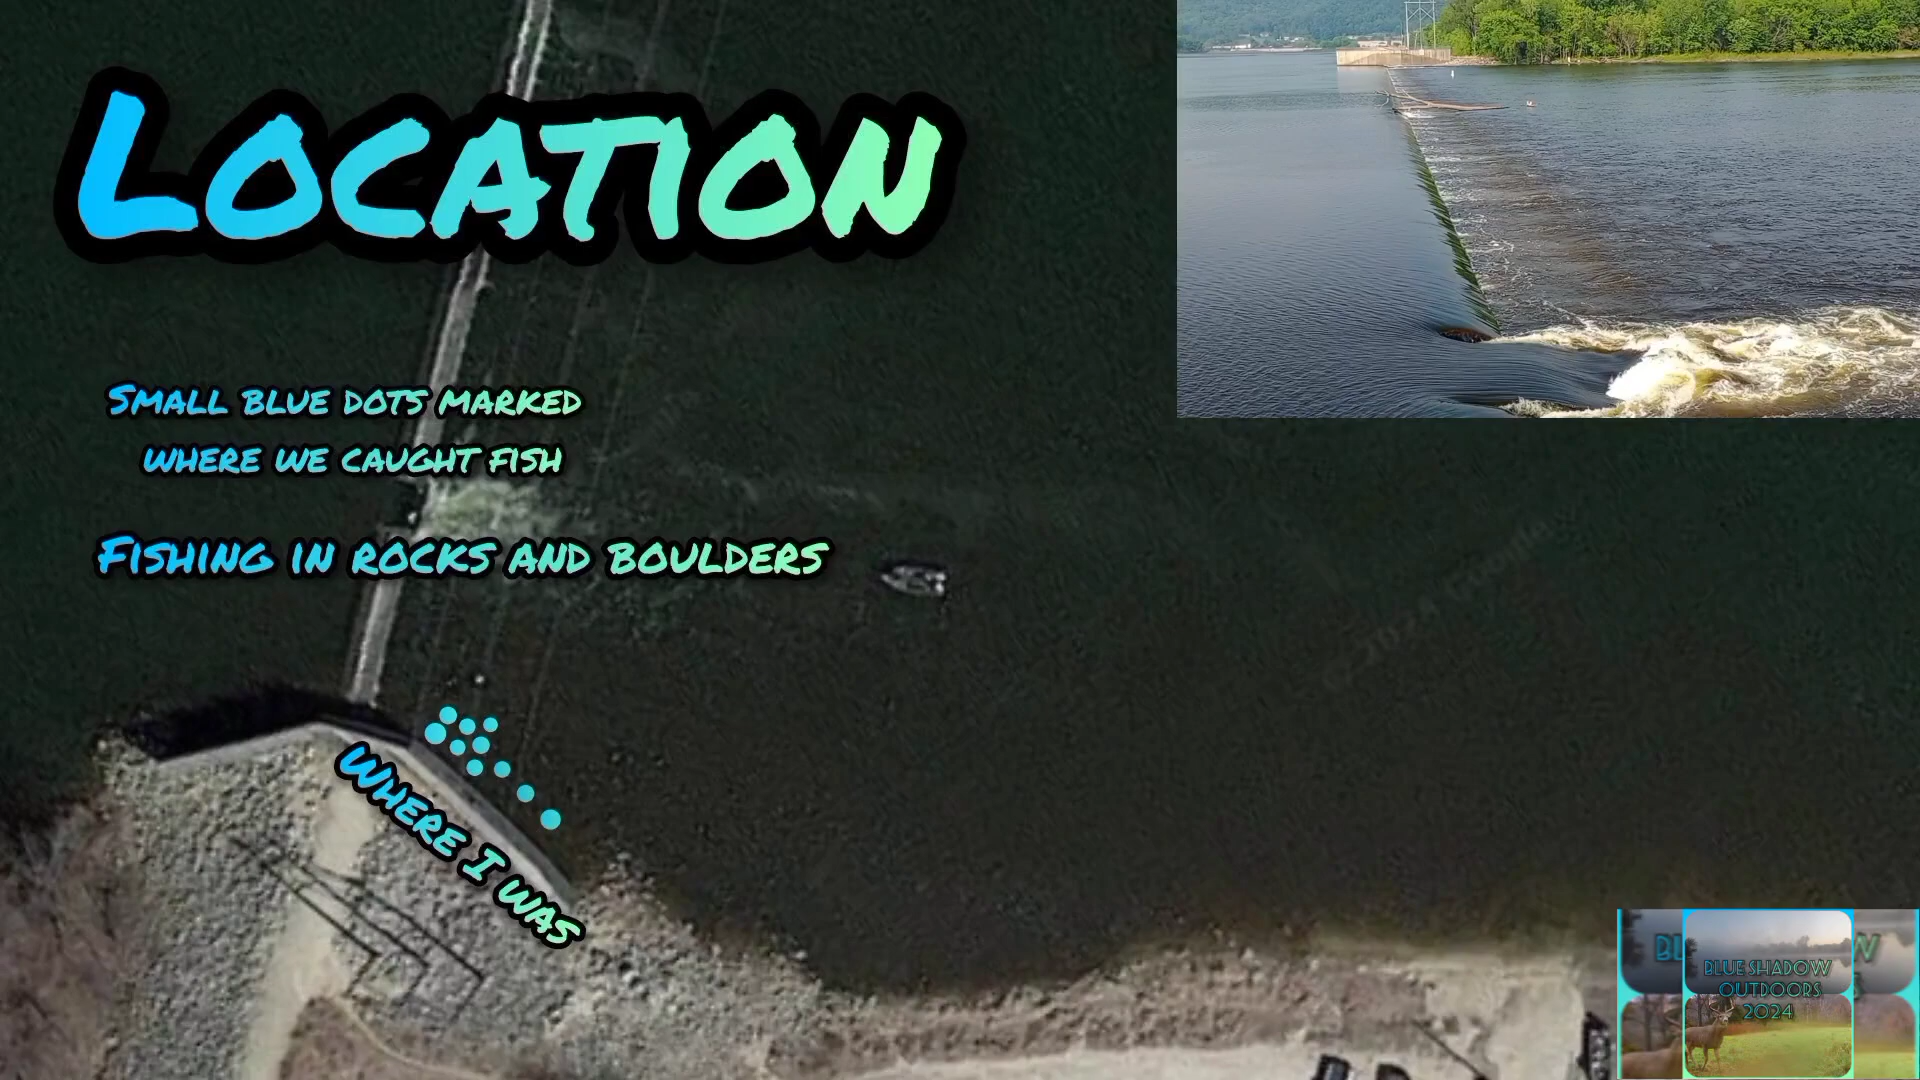 Location
Small blue dots marked
where we caught fish
Fishing in rocks and boulders
Where I was
BLUE SHADOW
OUTDOORS
2024